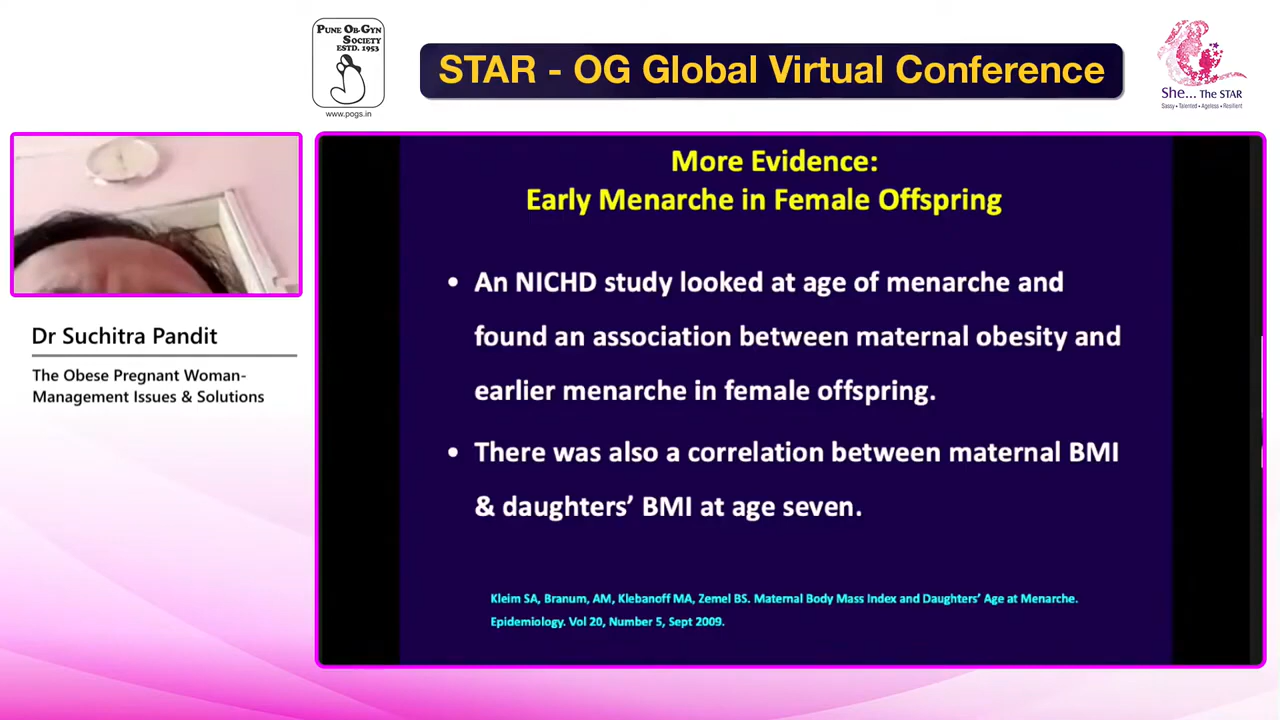 PUNE OB-GYN
SOCIETY
ESTD. 1953
www.pogs.in
STAR - OG Global Virtual Conference
She... The STAR
Sassy • Talented • Ageless • Resilient
Dr Suchitra Pandit
The Obese Pregnant Woman-
Management Issues & Solutions
More Evidence:
Early Menarche in Female Offspring
• An NICHD study looked at age of menarche and
found an association between maternal obesity and
earlier menarche in female offspring.
• There was also a correlation between maternal BMI
& daughters’ BMI at age seven.
Kleim SA, Branum, AM, Klebanoff MA, Zemel BS. Maternal Body Mass Index and Daughters’ Age at Menarche.
Epidemiology. Vol 20, Number 5, Sept 2009.